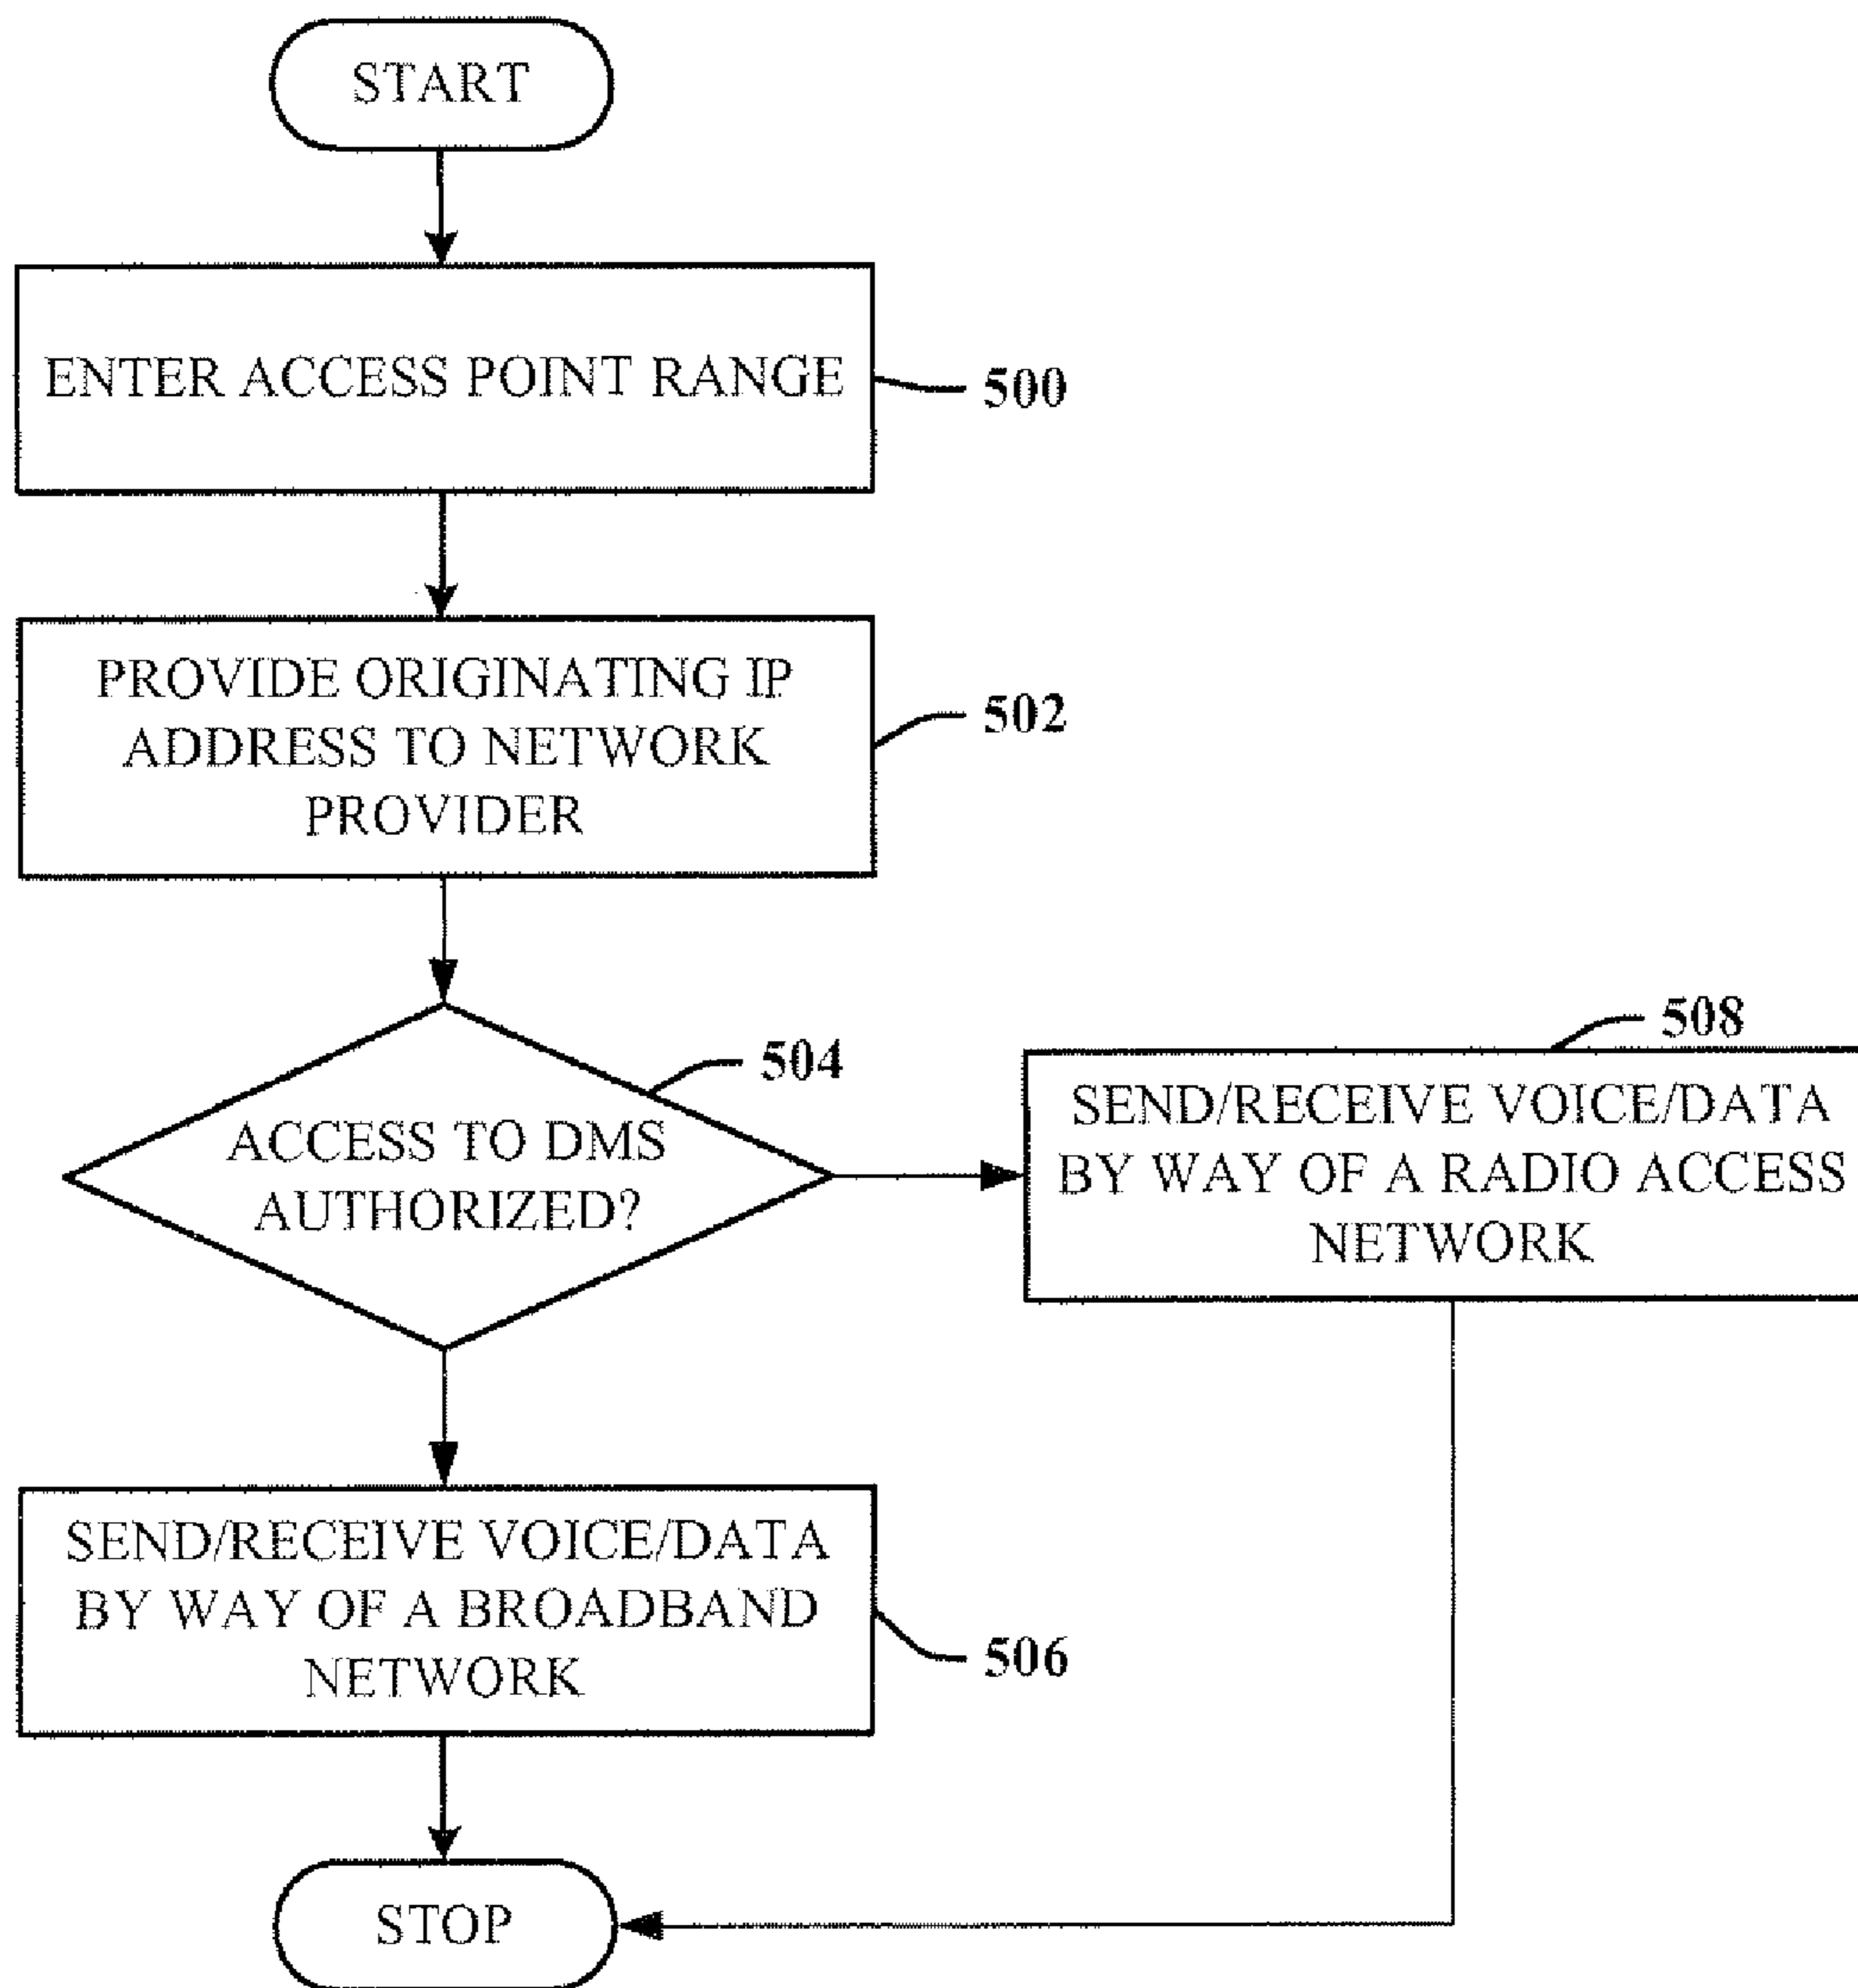 START
ENTER ACCESS POINT RANGE
500
PROVIDE ORIGINATING IP
ADDRESS TO NETWORK
PROVIDER
502
ACCESS TO DMS
AUTHORIZED?
504
508
SEND/RECEIVE VOICE/DATA
BY WAY OF A RADIO ACCESS
NETWORK
SEND/RECEIVE VOICE/DATA
BY WAY OF A BROADBAND
NETWORK
506
STOP